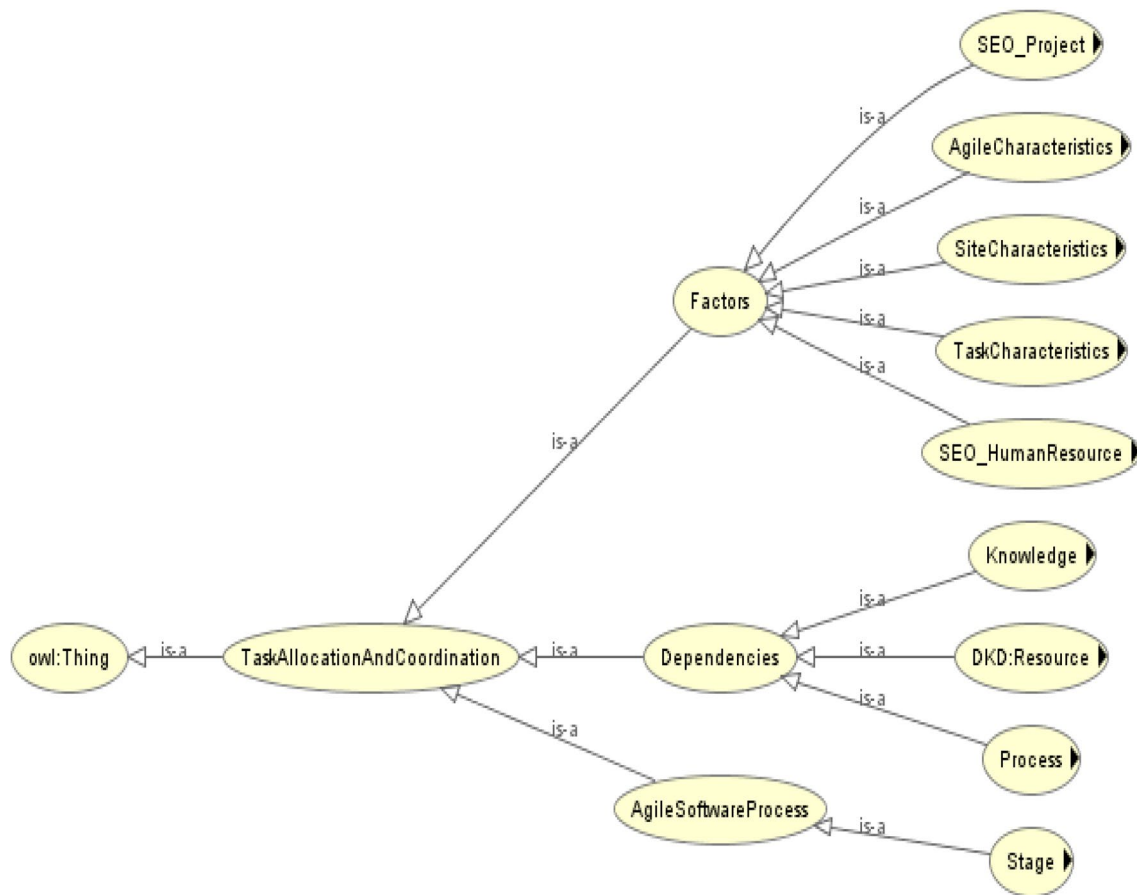 SEO_Project
is-a
AgileCharacteristics
is-a
SiteCharacteristics
is-a
Factors
is-a
TaskCharacteristics
is-a
SEO_HumanResource
is-a
Knowledge
is-a
owl:Thing
is-a
TaskAllocationAndCoordination
is-a
Dependencies
is-a
DKD:Resource
is-a
Process
is-a
AgileSoftwareProcess
is-a
Stage